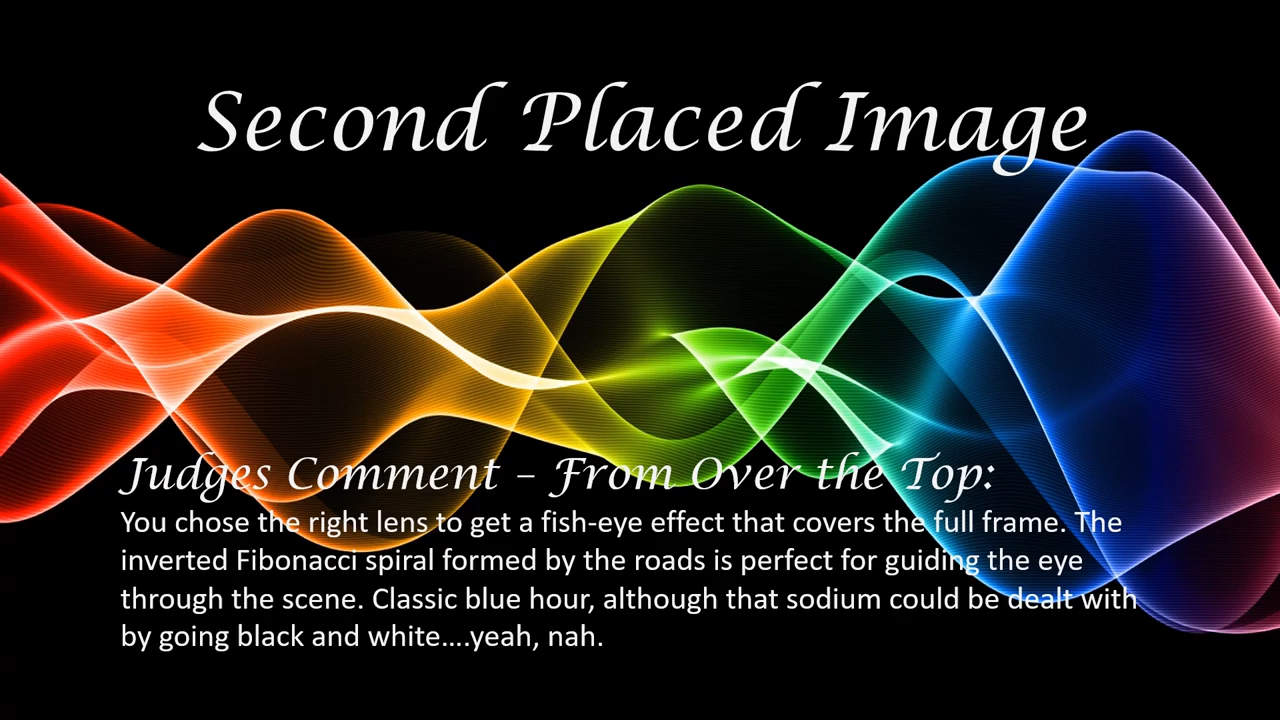 Second Placed Image
Judges Comment – From Over the Top:
You chose the right lens to get a fish-eye effect that covers the full frame. The
inverted Fibonacci spiral formed by the roads is perfect for guiding the eye
through the scene. Classic blue hour, although that sodium could be dealt with
by going black and white....yeah, nah.